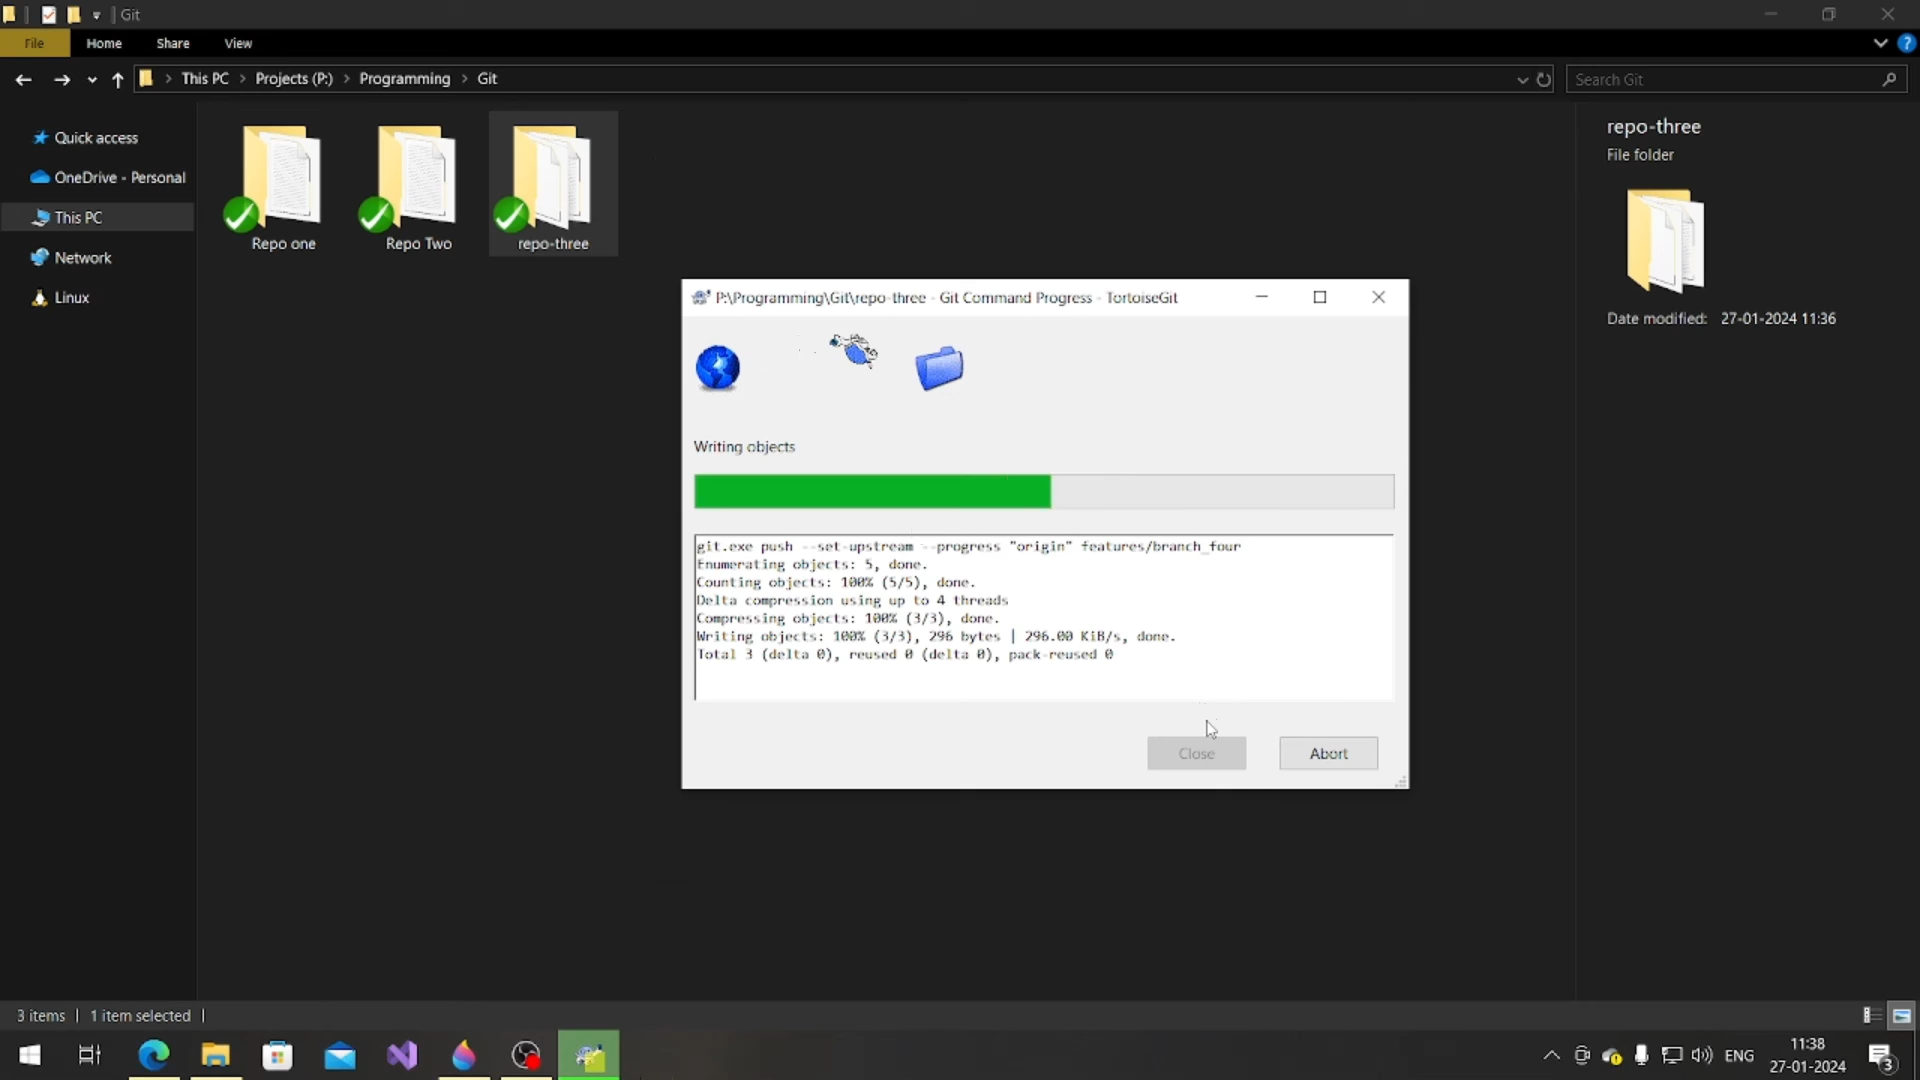 Git
File
Home
Share
View
This PC
Projects (P:)
Programming
Git
Search Git
Quick access
OneDrive - Personal
This PC
Network
Linux
Repo one
Repo Two
repo-three
repo-three
File folder
Date modified: 27-01-2024 11:36
P:\Programming\Git\repo-three - Git Command Progress - TortoiseGit
Writing objects
git.exe push --set-upstream --progress "origin" features/branch_four
Enumerating objects: 5, done.
Counting objects: 100% (5/5), done.
Delta compression using up to 4 threads
Compressing objects: 100% (3/3), done.
Writing objects: 100% (3/3), 296 bytes | 296.00 KiB/s, done.
Total 3 (delta 0), reused 0 (delta 0), pack-reused 0
Close
Abort
3 items
1 item selected
ENG
11:38
27-01-2024
3